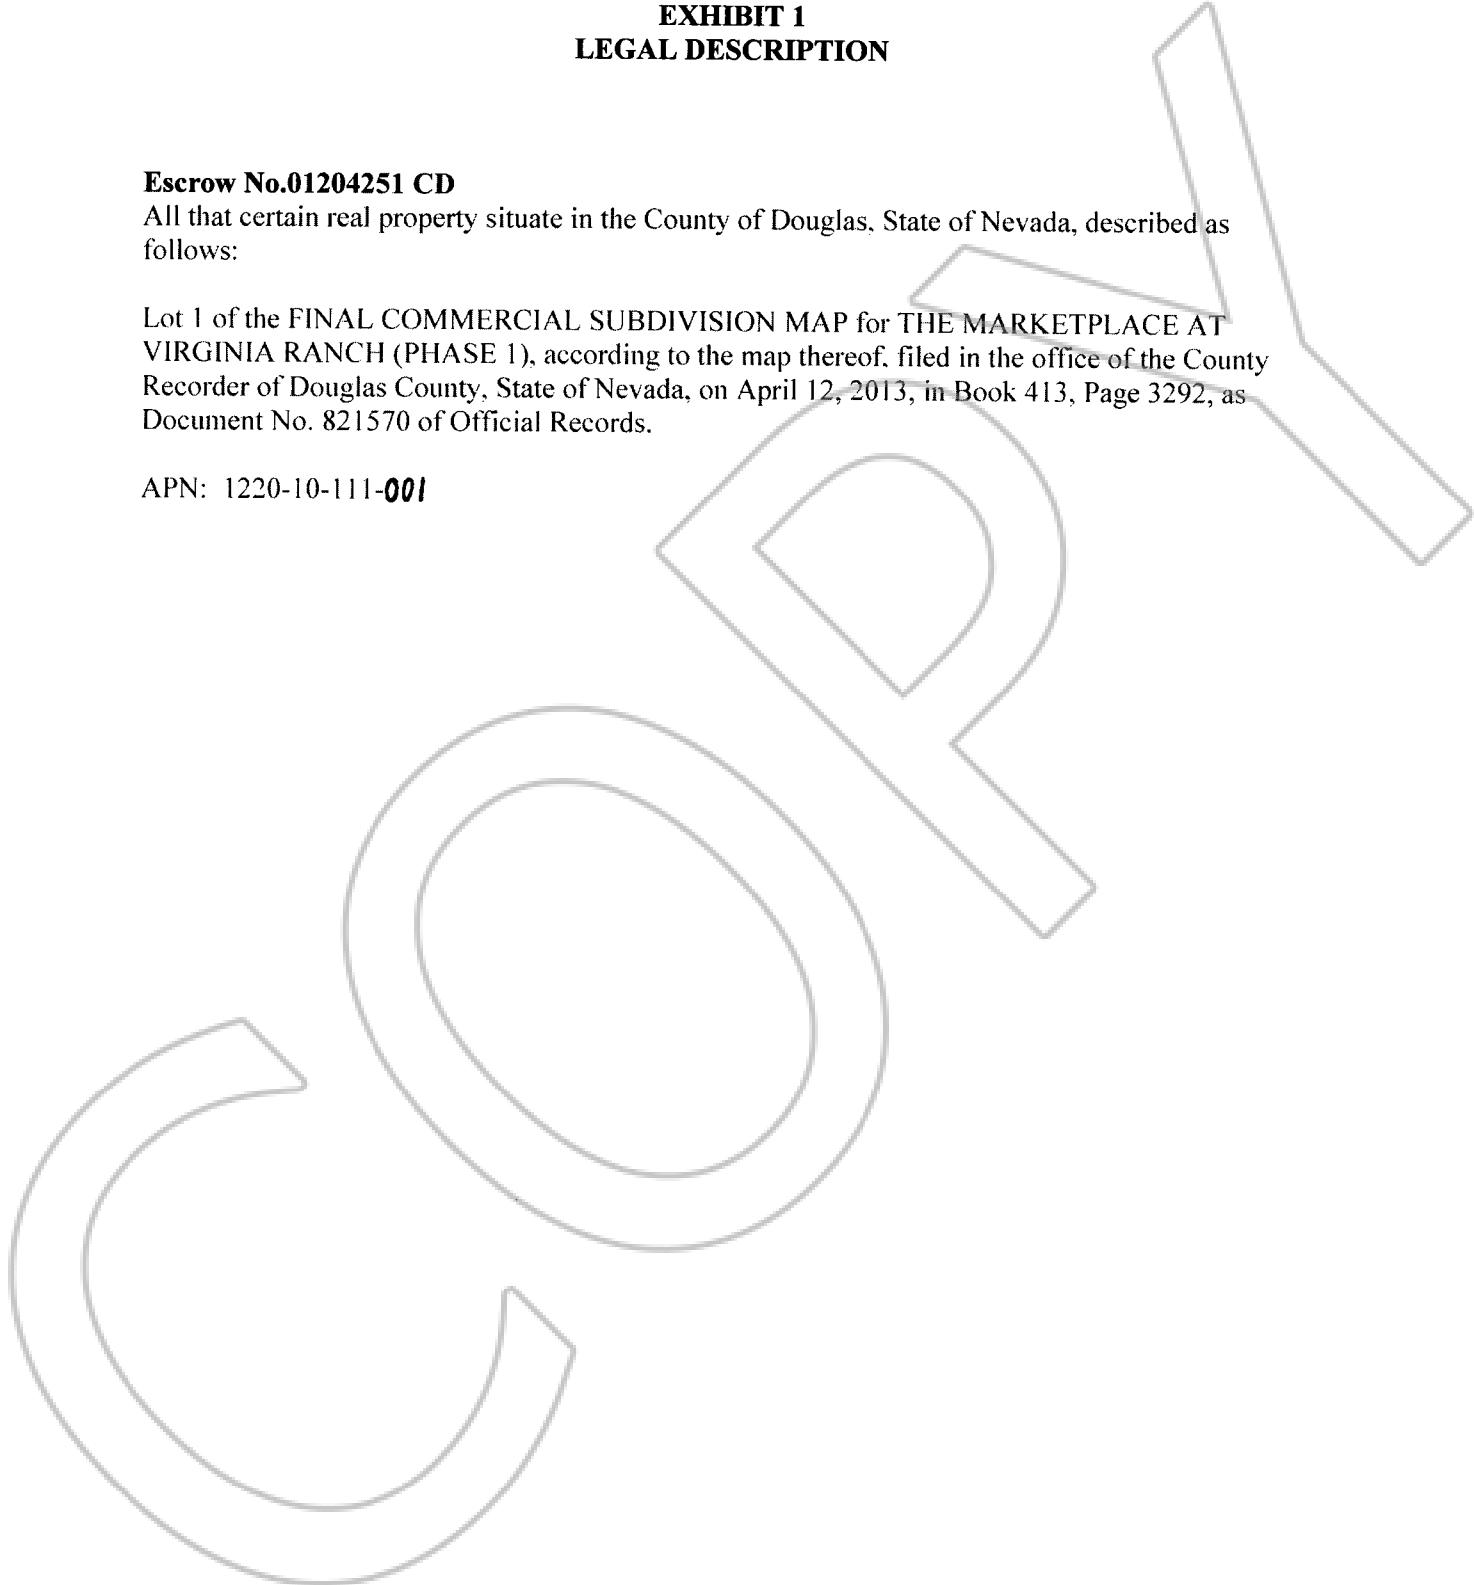 EXHIBIT 1
LEGAL DESCRIPTION
Escrow No.01204251 CD
All that certain real property situate in the County of Douglas, State of Nevada, described as
follows:
Lot 1 of the FINAL COMMERCIAL SUBDIVISION MAP for THE MARKETPLACE AT
VIRGINIA RANCH (PHASE 1), according to the map thereof, filed in the office of the County
Recorder of Douglas County, State of Nevada, on April 12, 2013, in Book 413, Page 3292, as
Document No. 821570 of Official Records.
APN: 1220-10-111-001
COPY